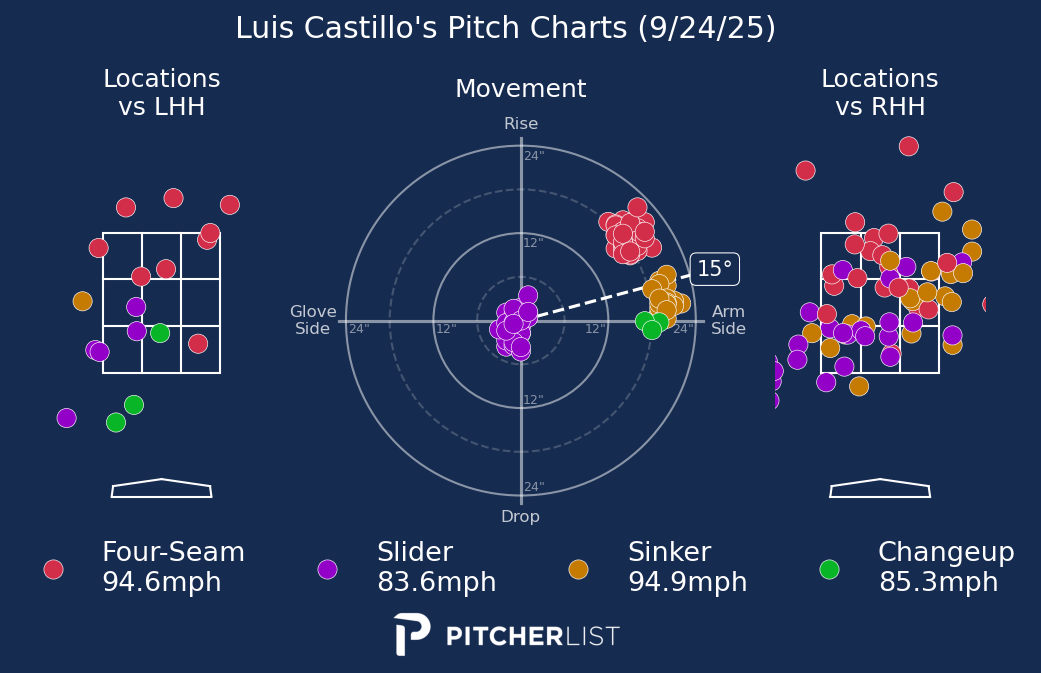 Luis Castillo's Pitch Charts (9/24/25)
Locations
vs LHH
Movement
Locations
vs RHH
Rise
24"
12"
15°
Glove
Side
24"
12"
12"
24"
Arm
Side
12"
24"
Drop
Four-Seam
94.6mph
Slider
83.6mph
Sinker
94.9mph
Changeup
85.3mph
PITCHERLIST